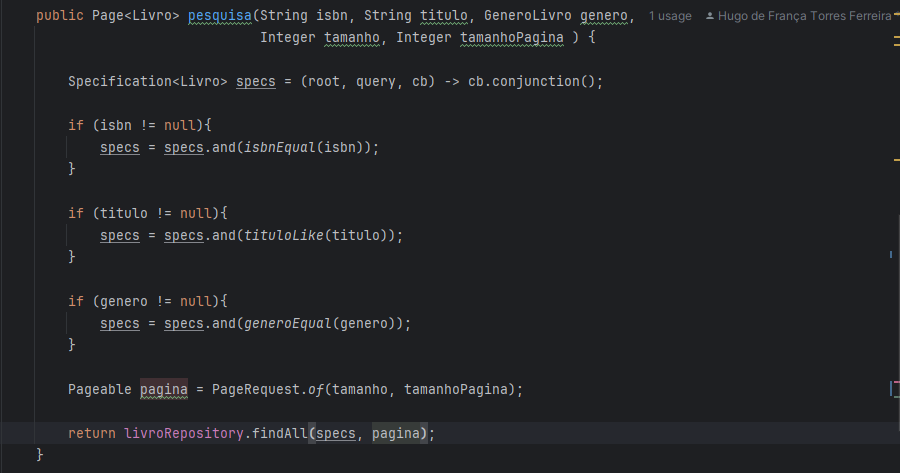 public Page<Livro> pesquisa(String isbn, String titulo, GeneroLivro genero, 1 usage Hugo de França Torres Ferreira
Integer tamanho, Integer tamanhoPagina ) {
Specification<Livro> specs = (root, query, cb) -> cb.conjunction();
if (isbn != null){
specs = specs.and(isbnEqual(isbn));
}
if (titulo != null){
specs = specs.and(tituloLike(titulo));
}
if (genero != null){
specs = specs.and(generoEqual(genero));
}
Pageable pagina = PageRequest.of(tamanho, tamanhoPagina);
return livroRepository.findAll(specs, pagina);
}